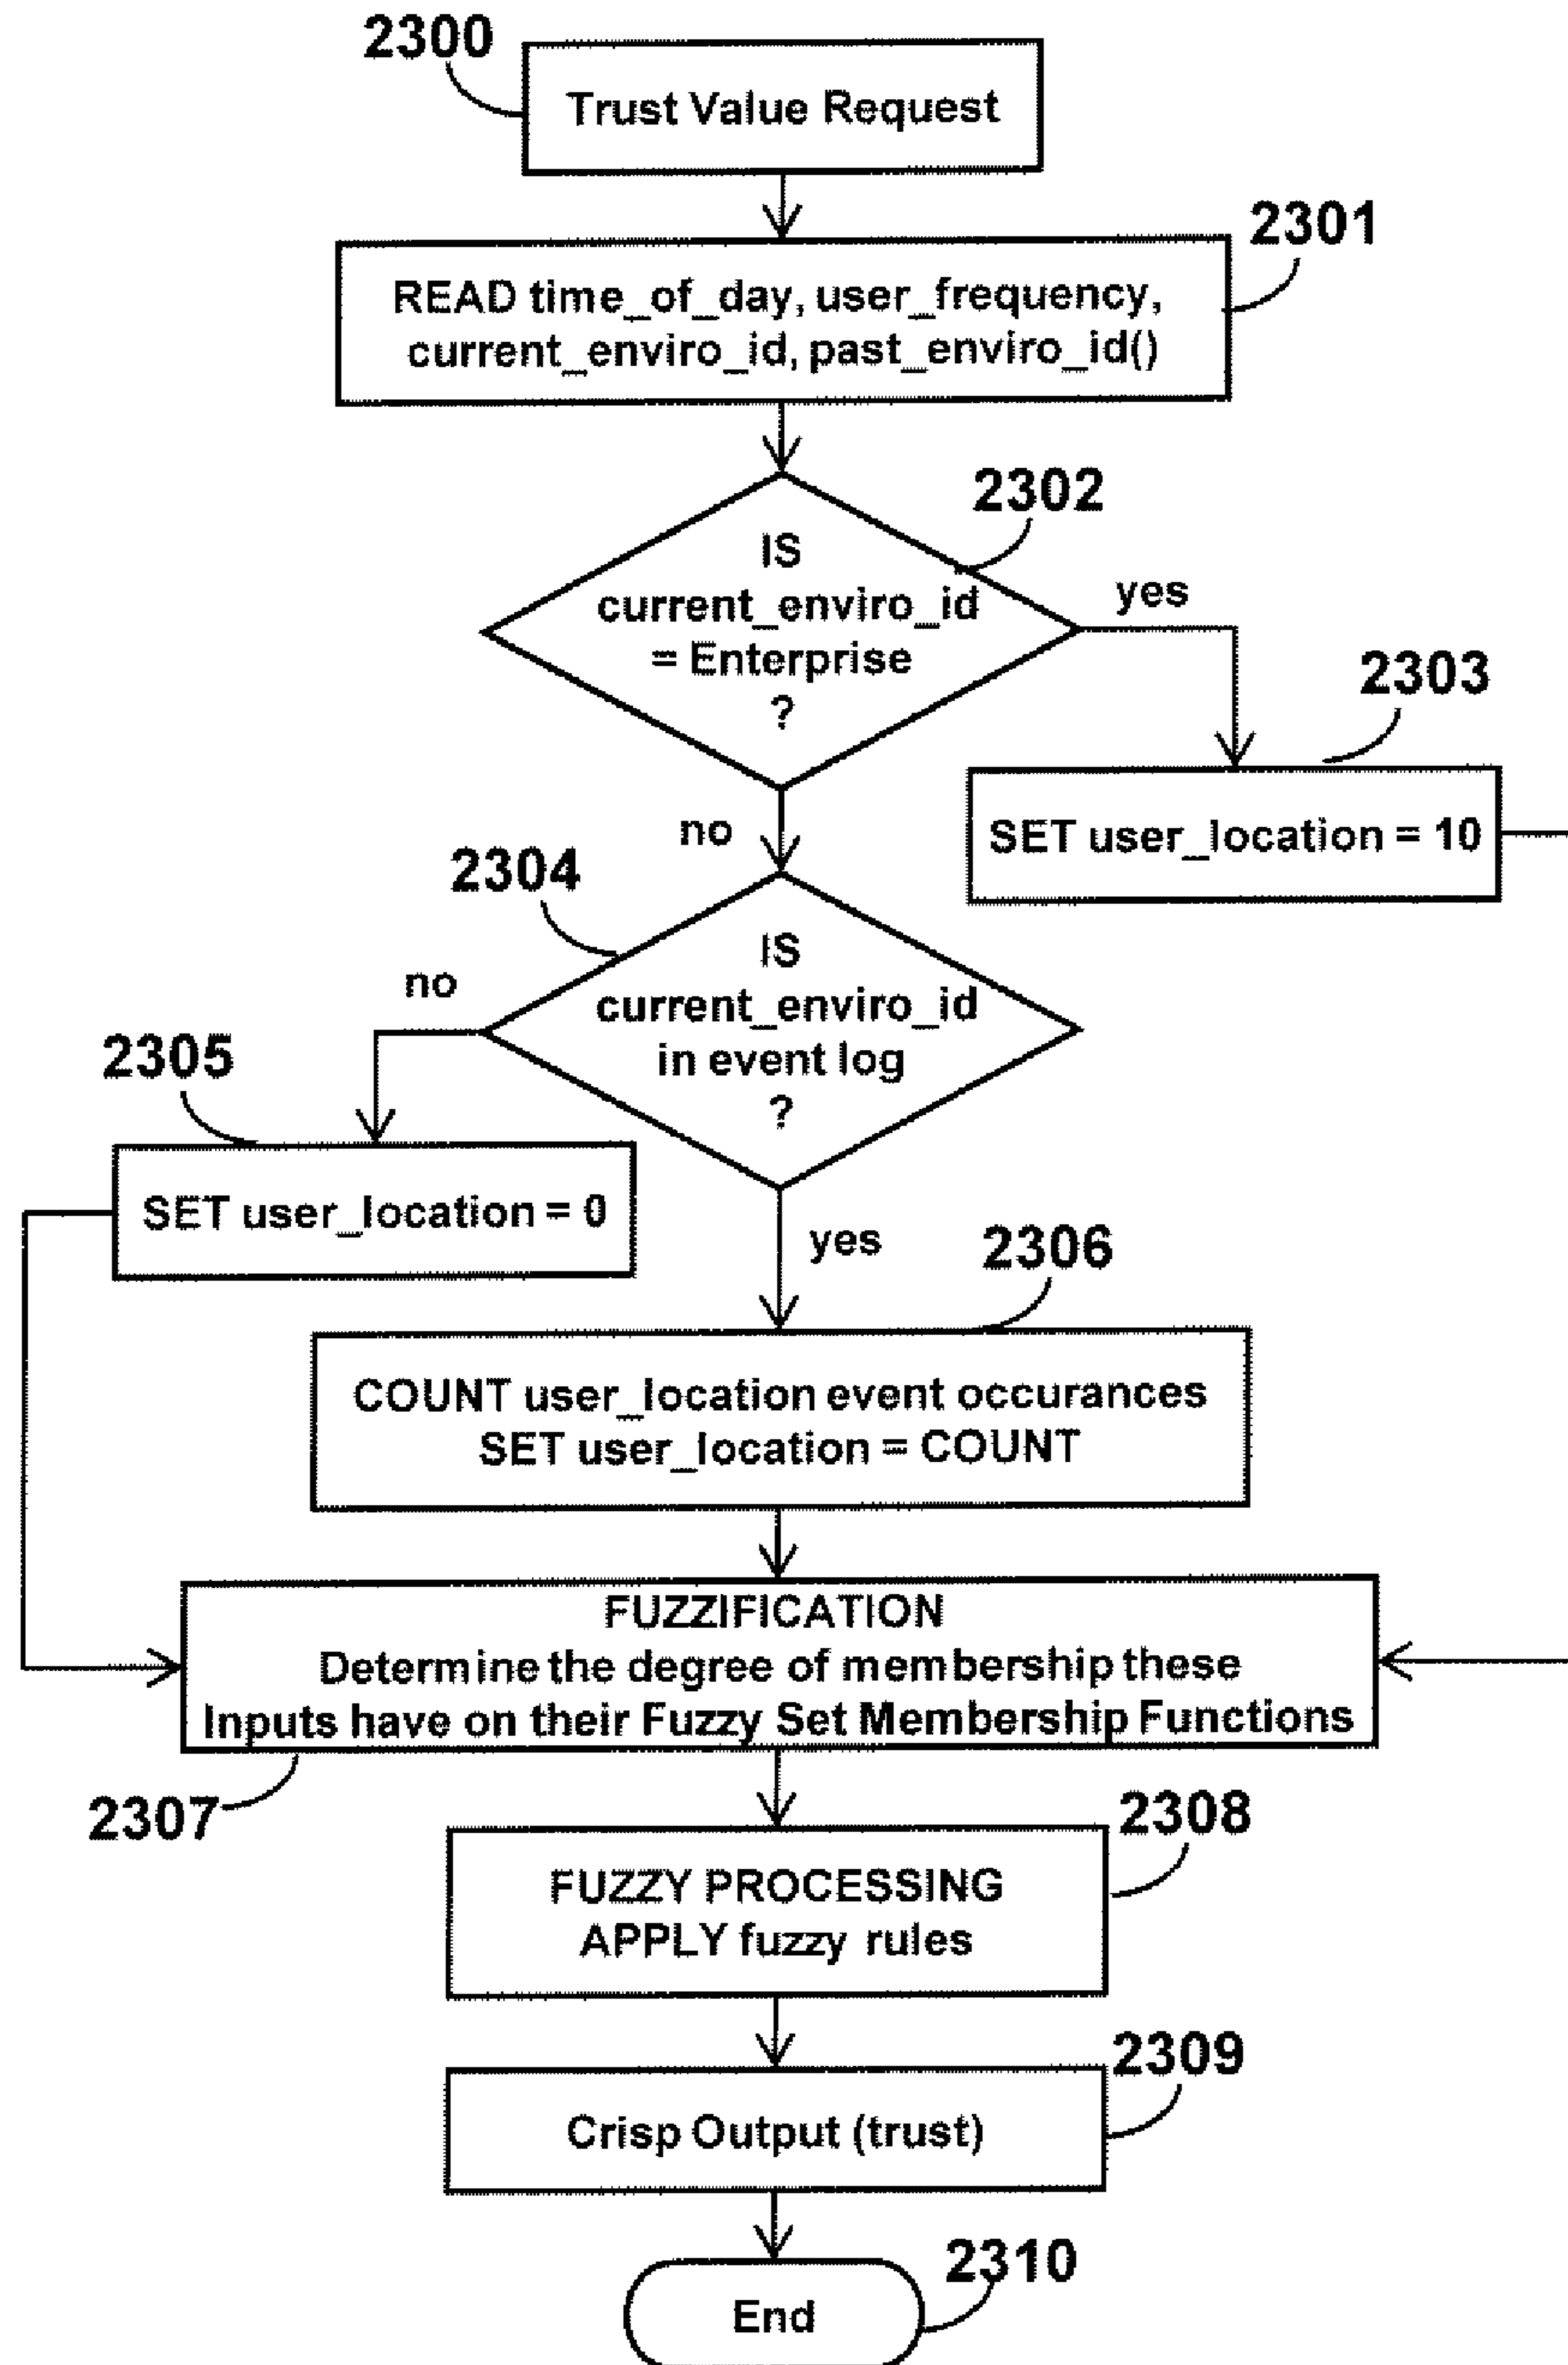 2300
Trust Value Request
2301
READ time_of_day, user_frequency,
current_enviro_id, past_enviro_id()
2302
IS
current_enviro_id
= Enterprise
?
yes
2303
SET user_location = 10
no
2304
IS
current_enviro_id
in event log
?
no
2305
SET user_location = 0
yes
2306
COUNT user_location event occurances
SET user_location = COUNT
FUZZIFICATION
Determine the degree of membership these
Inputs have on their Fuzzy Set Membership Functions
2307
2308
FUZZY PROCESSING
APPLY fuzzy rules
2309
Crisp Output (trust)
2310
End